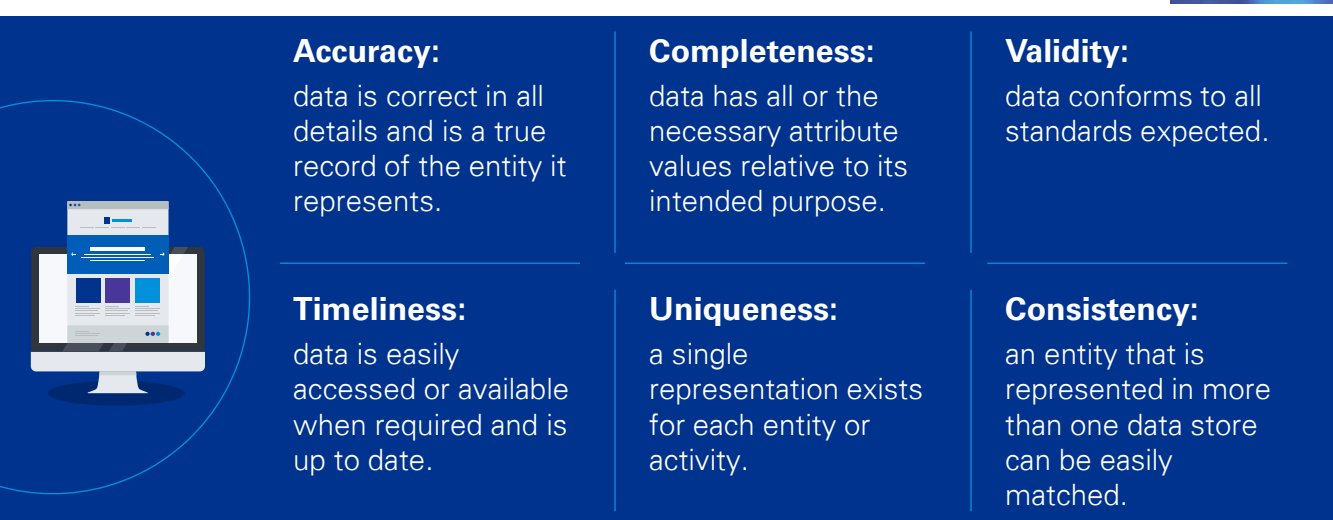 Accuracy:
data is correct in all
details and is a true
record of the entity it
represents.
Completeness:
data has all or the
necessary attribute
values relative to its
intended purpose.
Validity:
data conforms to all
standards expected.
Timeliness:
data is easily
accessed or available
when required and is
up to date.
Uniqueness:
a single
representation exists
for each entity or
activity.
Consistency:
an entity that is
represented in more
than one data store
can be easily
matched.